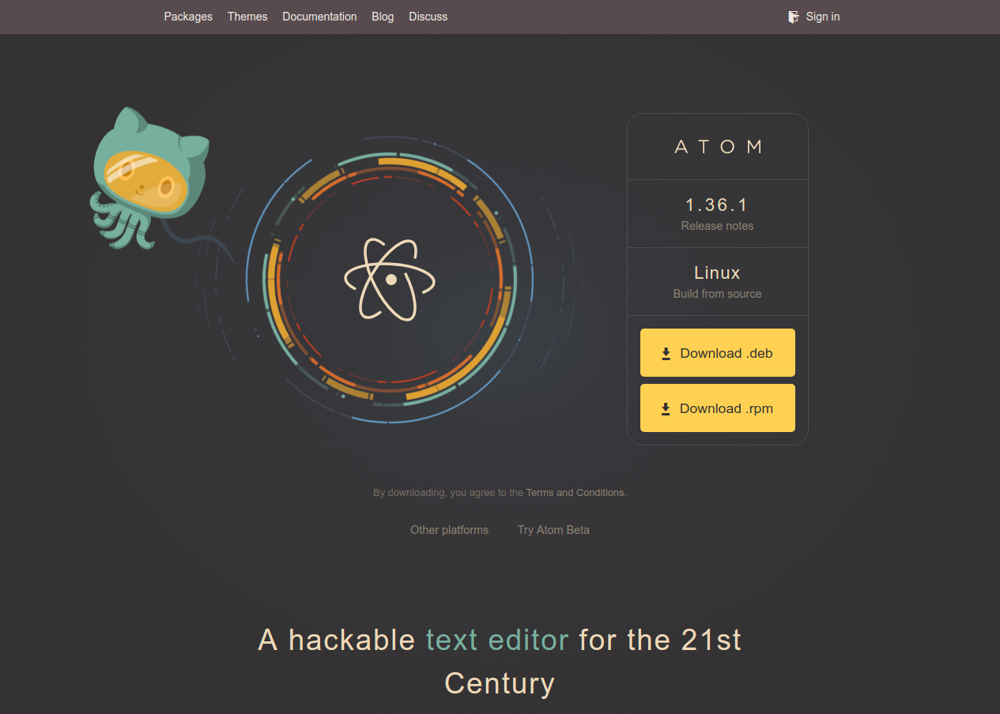 Packages Themes Documentation Blog Discuss Sign in
ATOM
1.36.1
Release notes
Linux
Build from source
Download .deb
Download .rpm
By downloading, you agree to the Terms and Conditions.
Other platforms Try Atom Beta
A hackable text editor for the 21st
Century